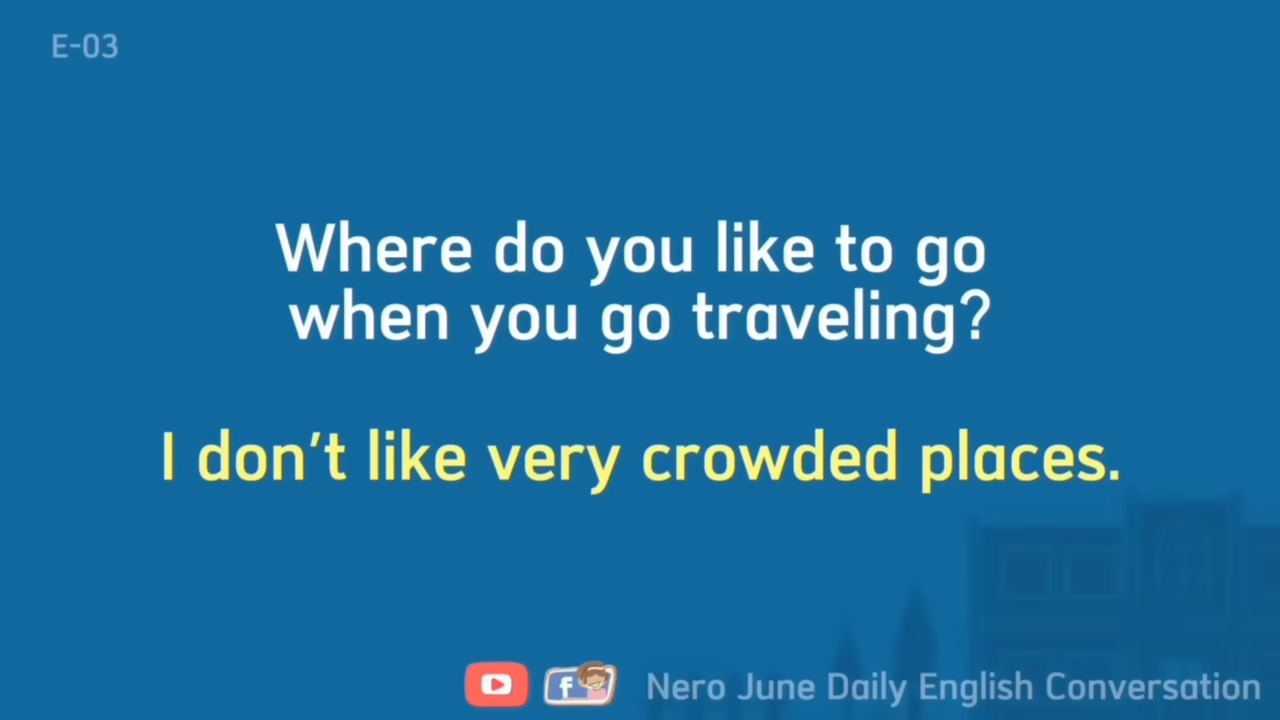 E-03
Where do you like to go
when you go traveling?
I don't like very crowded places.
f
Nero June Daily English Conversation